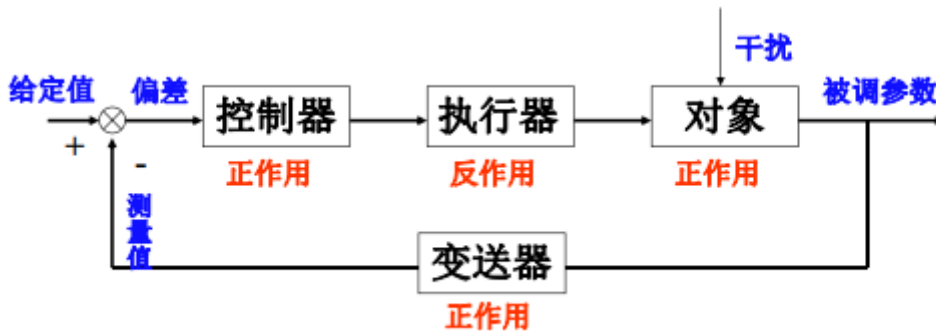 干扰
给定值
偏差
控制器
执行器
对象
被调参数
+
-
正作用
反作用
正作用
测量值
变送器
正作用